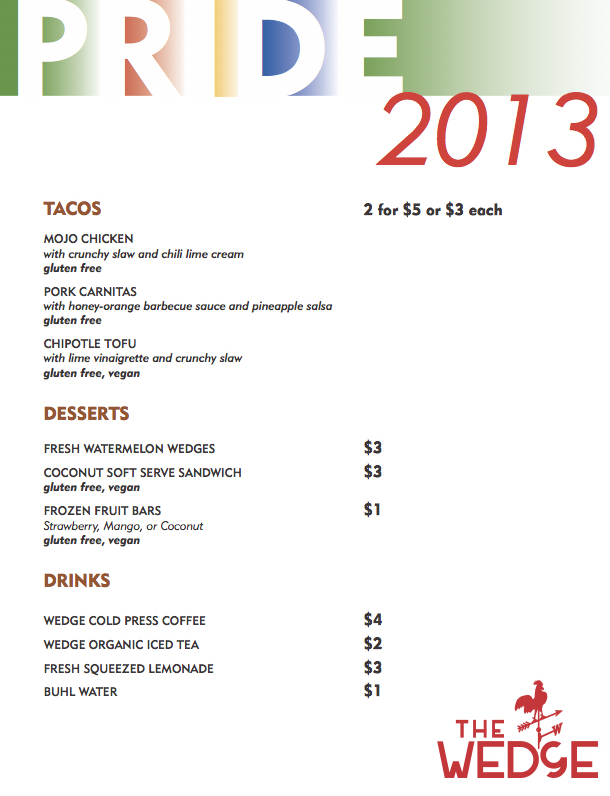 PRIDE
2013
TACOS 2 for $5 or $3 each
MOJO CHICKEN
with crunchy slaw and chili lime cream
gluten free
PORK CARNITAS
with honey-orange barbecue sauce and pineapple salsa
gluten free
CHIPOTLE TOFU
with lime vinaigrette and crunchy slaw
gluten free, vegan
DESSERTS
FRESH WATERMELON WEDGES $3
COCONUT SOFT SERVE SANDWICH $3
gluten free, vegan
FROZEN FRUIT BARS $1
Strawberry, Mango, or Coconut
gluten free, vegan
DRINKS
WEDGE COLD PRESS COFFEE $4
WEDGE ORGANIC ICED TEA $2
FRESH SQUEEZED LEMONADE $3
BUHL WATER $1
W
THE
WEDGE